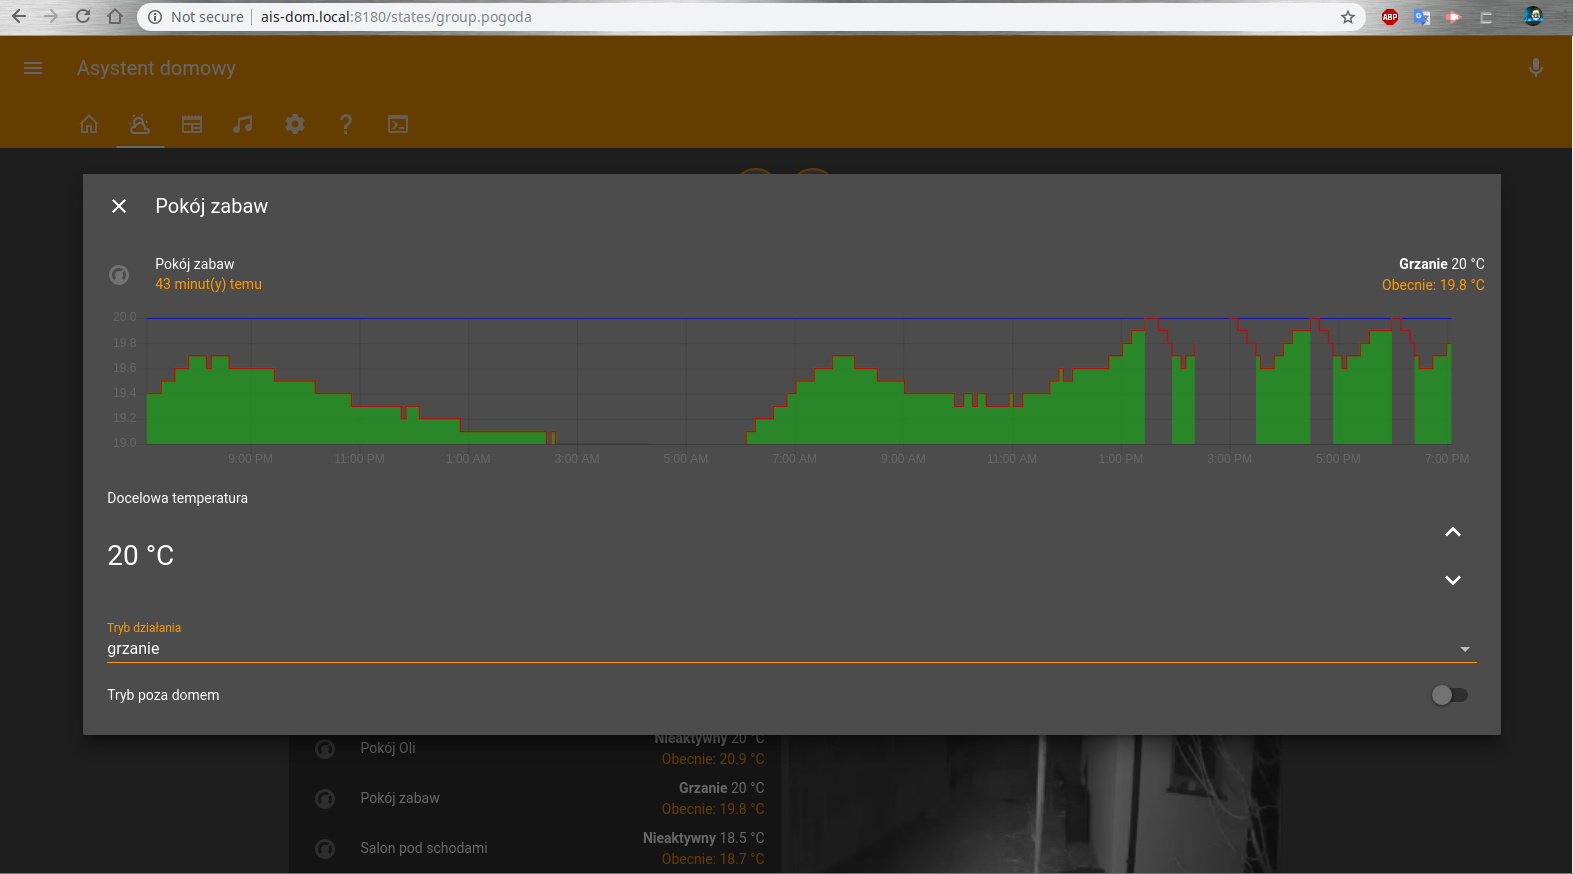 Not secure | ais-dom.local:8180/states/group.pogoda
ABP
Asystent domowy
Pokój zabaw
Pokój zabaw
43 minut(y) temu
Grzanie 20 °C
Obecnie: 19.8 °C
20.0
19.8
19.6
19.4
19.2
19.0
9:00 PM 11:00 PM 1:00 AM 3:00 AM 5:00 AM 7:00 AM 9:00 AM 11:00 AM 1:00 PM 3:00 PM 5:00 PM 7:00 PM
Docelowa temperatura
20 °C
Tryb działania
grzanie
Tryb poza domem
Pokój Oli
Nieaktywny 20 °C
Obecnie: 20.9 °C
Pokój zabaw
Grzanie 20 °C
Obecnie: 19.8 °C
Salon pod schodami
Nieaktywny 18.5 °C
Obecnie: 18.7 °C